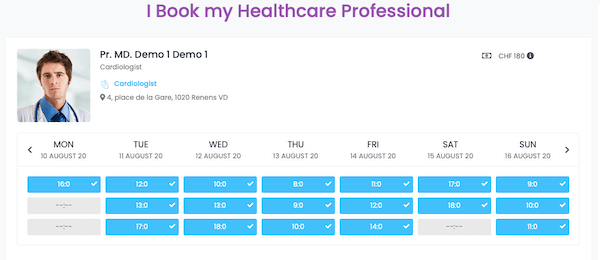 I Book my Healthcare Professional
Pr. MD. Demo 1 Demo 1
CHF 180
Cardiologist
Cardiologist
4, place de la Gare, 1020 Renens VD
MON TUE WED THU FRI SAT SUN
10 AUGUST 20 11 AUGUST 20 12 AUGUST 20 13 AUGUST 20 14 AUGUST 20 15 AUGUST 20 16 AUGUST 20
16:0 12:0 10:0 8:0 11:0 17:0 9:0
--:-- 13:0 13:0 9:0 12:0 18:0 10:0
--:-- 17:0 18:0 10:0 14:0 --:-- 11:0